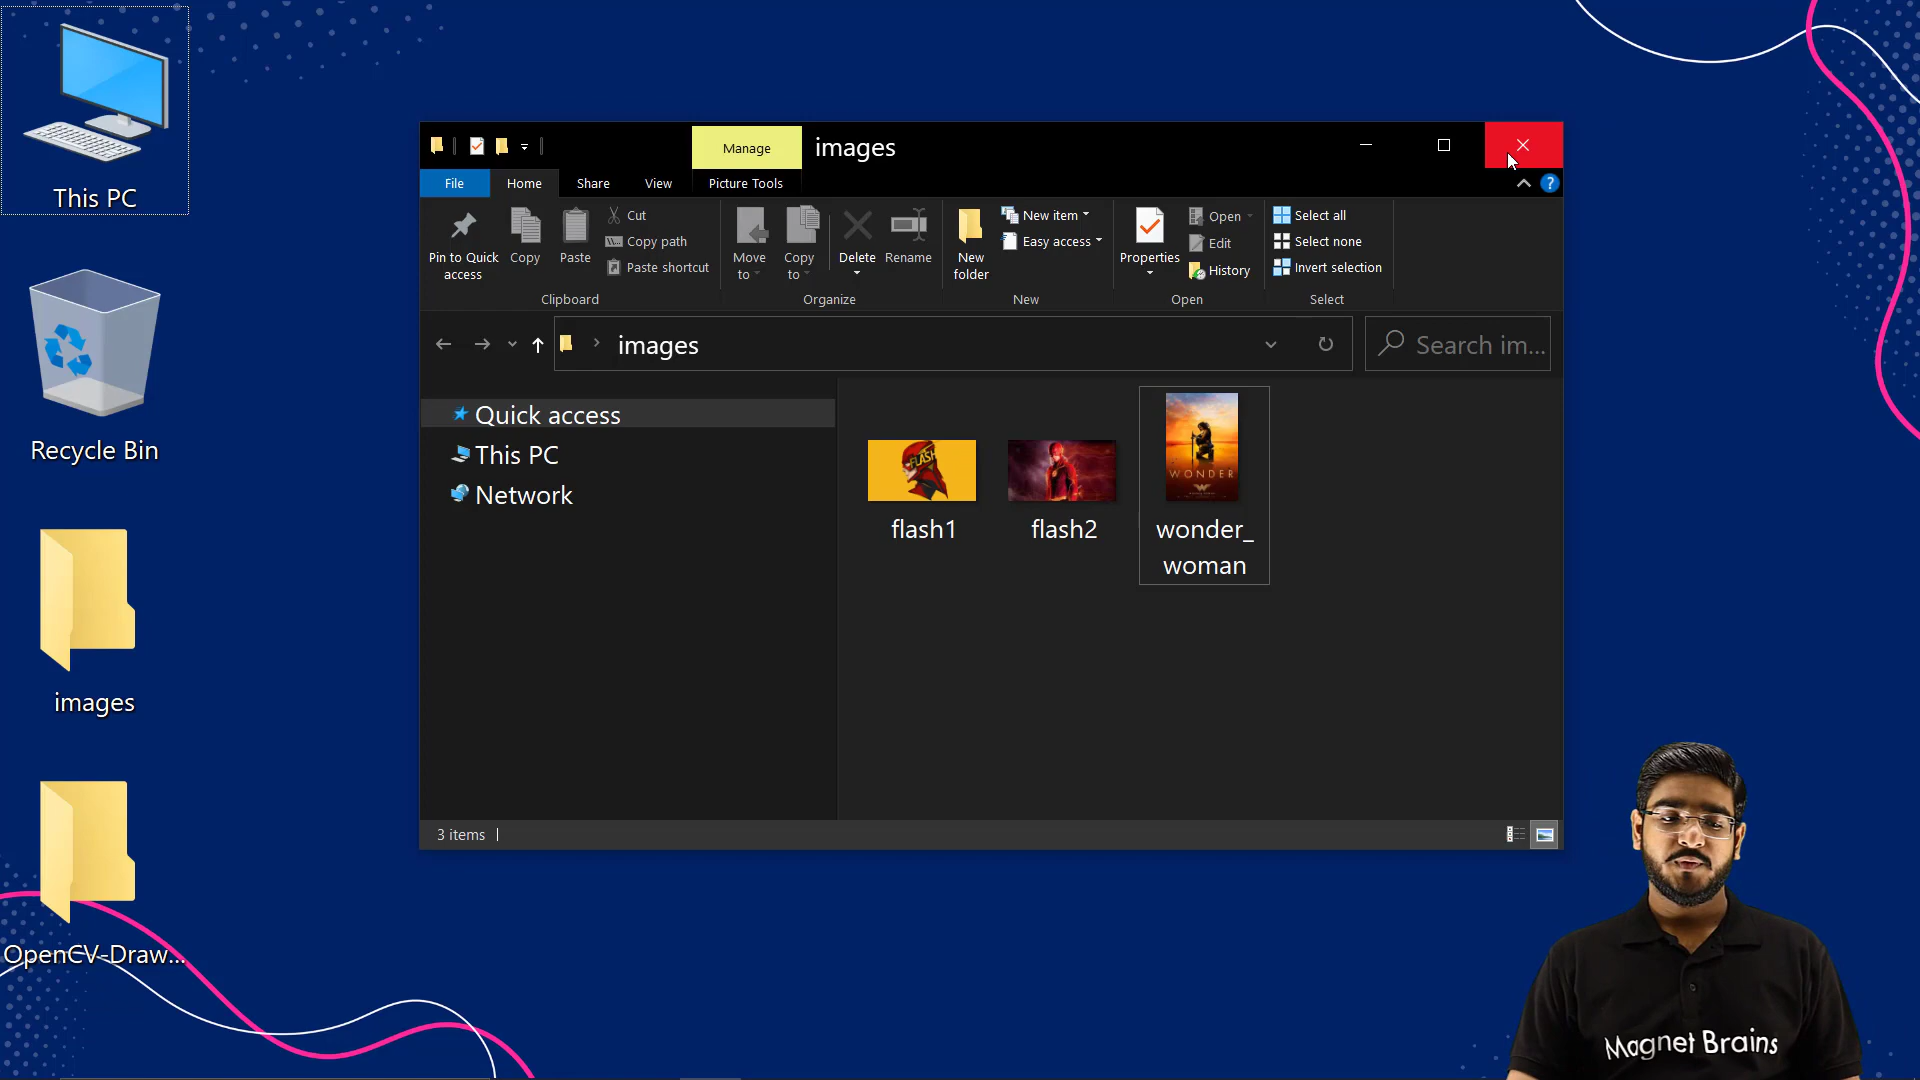 This PC
Recycle Bin
images
OpenCV-Draw...
Manage
images
File
Home
Share
View
Picture Tools
Pin to Quick
access
Copy
Paste
Cut
Copy path
Paste shortcut
Clipboard
Move
to
Copy
to
Delete
Rename
Organize
New
folder
New item
Easy access
New
Properties
Open
Edit
History
Open
Select all
Select none
Invert selection
Select
images
Search im...
Quick access
This PC
Network
FLASH
flash1
flash2
WONDER
wonder_
woman
3 items
Magnet Brains